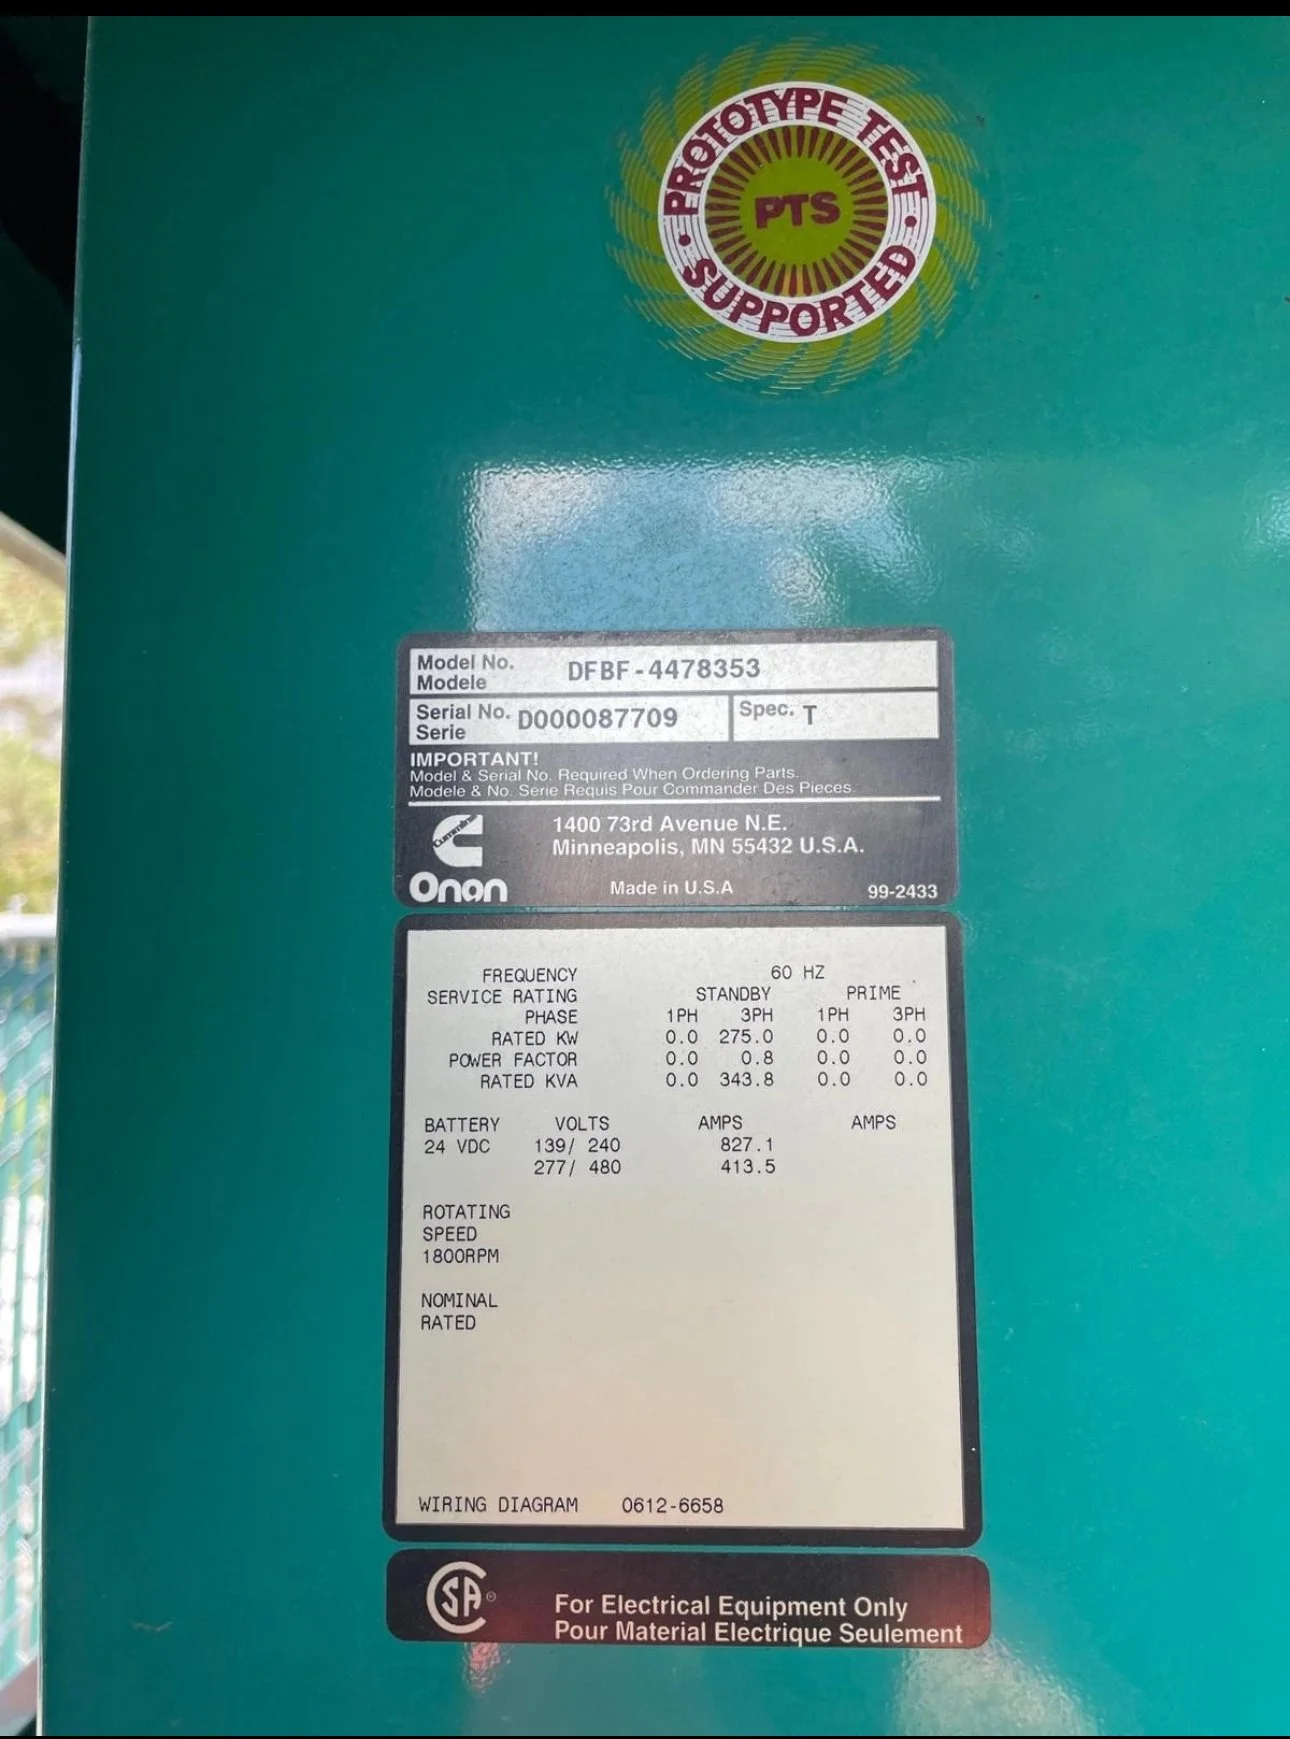 PROTOTYPE TEST
PTS
SUPPORTED
Model No. DFBF-4478353
Modele
Serial No. D000087709 Spec. T
Serie
IMPORTANT!
Model & Serial No. Required When Ordering Parts.
Modele & No. Serie Requis Pour Commander Des Pieces.
Cummins
1400 73rd Avenue N.E.
Minneapolis, MN 55432 U.S.A.
Onan Made in U.S.A 99-2433
FREQUENCY 60 HZ
SERVICE RATING STANDBY PRIME
PHASE 1PH 3PH 1PH 3PH
RATED KW 0.0 275.0 0.0 0.0
POWER FACTOR 0.0 0.8 0.0 0.0
RATED KVA 0.0 343.8 0.0 0.0
BATTERY VOLTS AMPS AMPS
24 VDC 139/ 240 827.1
277/ 480 413.5
ROTATING
SPEED
1800RPM
NOMINAL
RATED
WIRING DIAGRAM 0612-6658
CSA ®
For Electrical Equipment Only
Pour Material Electrique Seulement